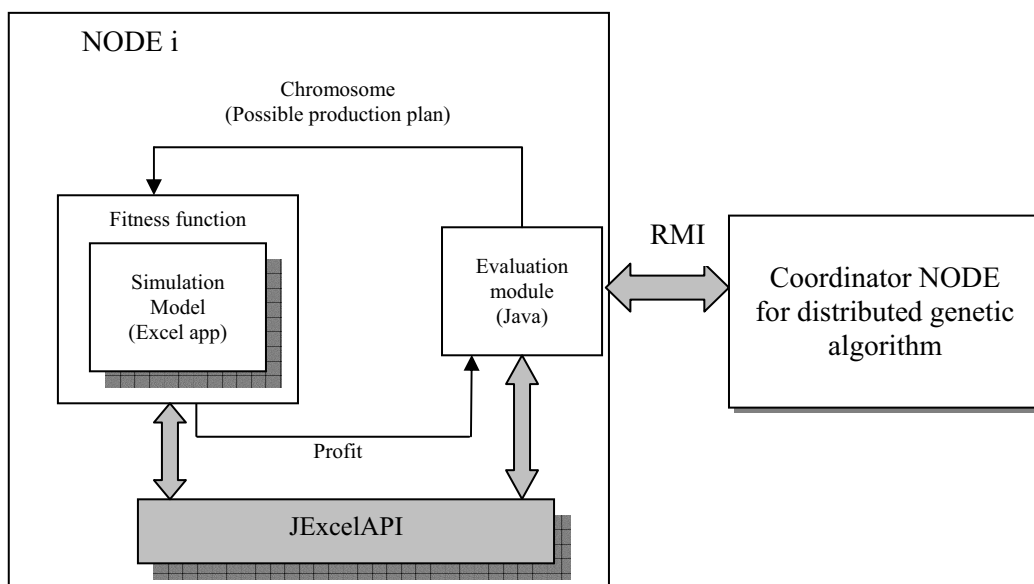 NODE i
Chromosome
(Possible production plan)
Fitness function
Simulation
Model
(Excel app)
Evaluation
module
(Java)
RMI
Coordinator NODE
for distributed genetic
algorithm
Profit
JExcelAPI